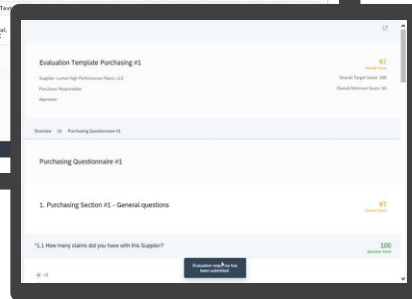 Text
al,
Evaluation Template Purchasing #1
97
Overall Score
Supplier: Luxtal High Performance Fibers, LLC
Overall Target Score: 100
Purchase Responsible
Overall Minimum Score: 60
Appraiser
Overview Purchasing Questionnaire #1
Purchasing Questionnaire #1
1. Purchasing Section #1 - General questions
97
Section Score
*1.1 How many claims did you have with this Supplier?
100
Question Score
Evaluation response has
been submitted.